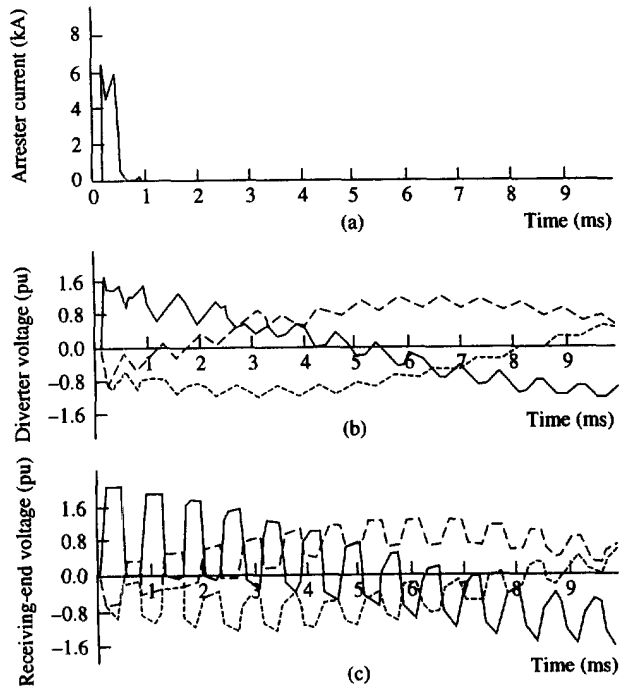 Arrester current (kA)
8
6
4
2
0
0 1 2 3 4 5 6 7 8 9
Time (ms)
(a)
Diverter voltage (pu)
1.6
0.8
0.0
−0.8
−1.6
1 2 3 4 5 6 7 8 9
Time (ms)
(b)
Receiving-end voltage (pu)
1.6
0.8
0.0
−0.8
−1.6
1 2 3 4 5 6 7 8 9
Time (ms)
(c)